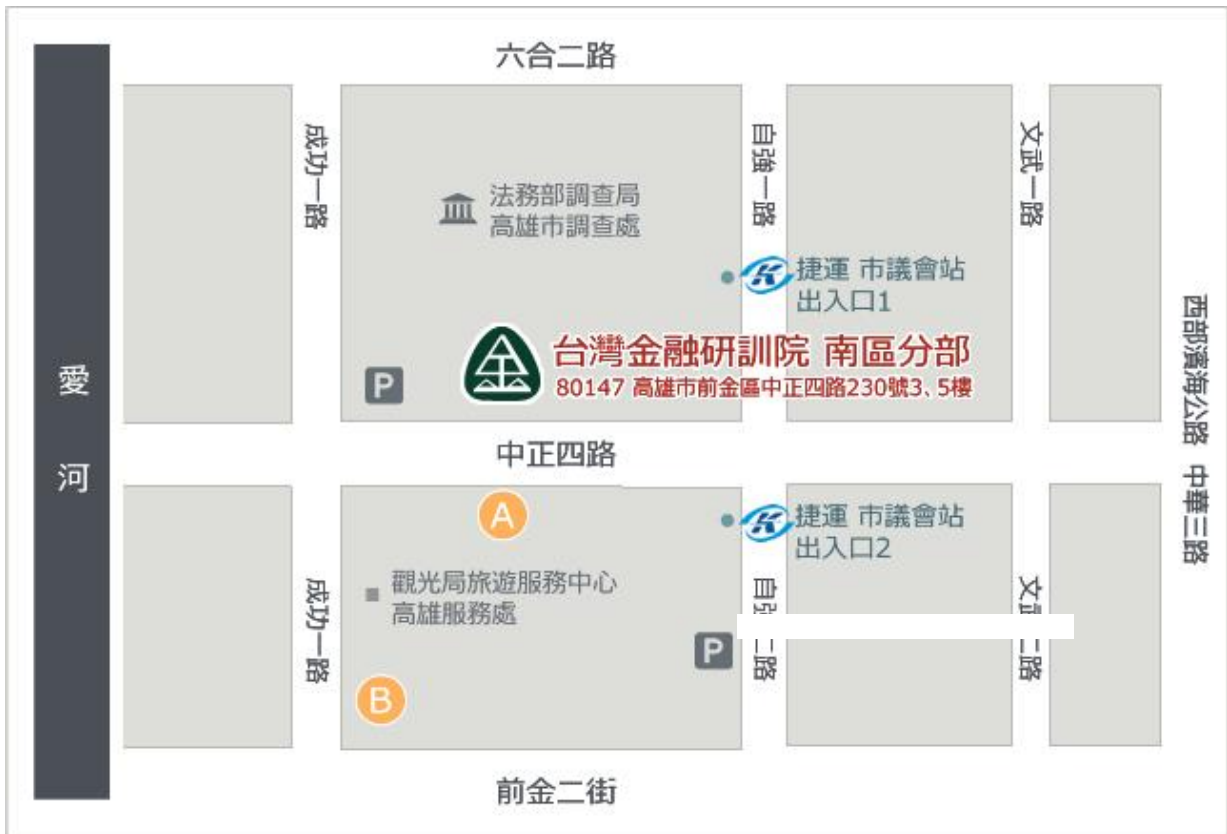 六合二路
成功一路
自強一路
文武一路
法務部調查局
高雄市調查處
捷運 市議會站
出入口1
台灣金融研訓院 南區分部
80147 高雄市前金區中正四路230號3、5樓
P
愛河
西部濱海公路 中華三路
中正四路
A
捷運 市議會站
出入口2
觀光局旅遊服務中心
高雄服務處
成功一路
自
二路
文
二路
P
B
前金二街